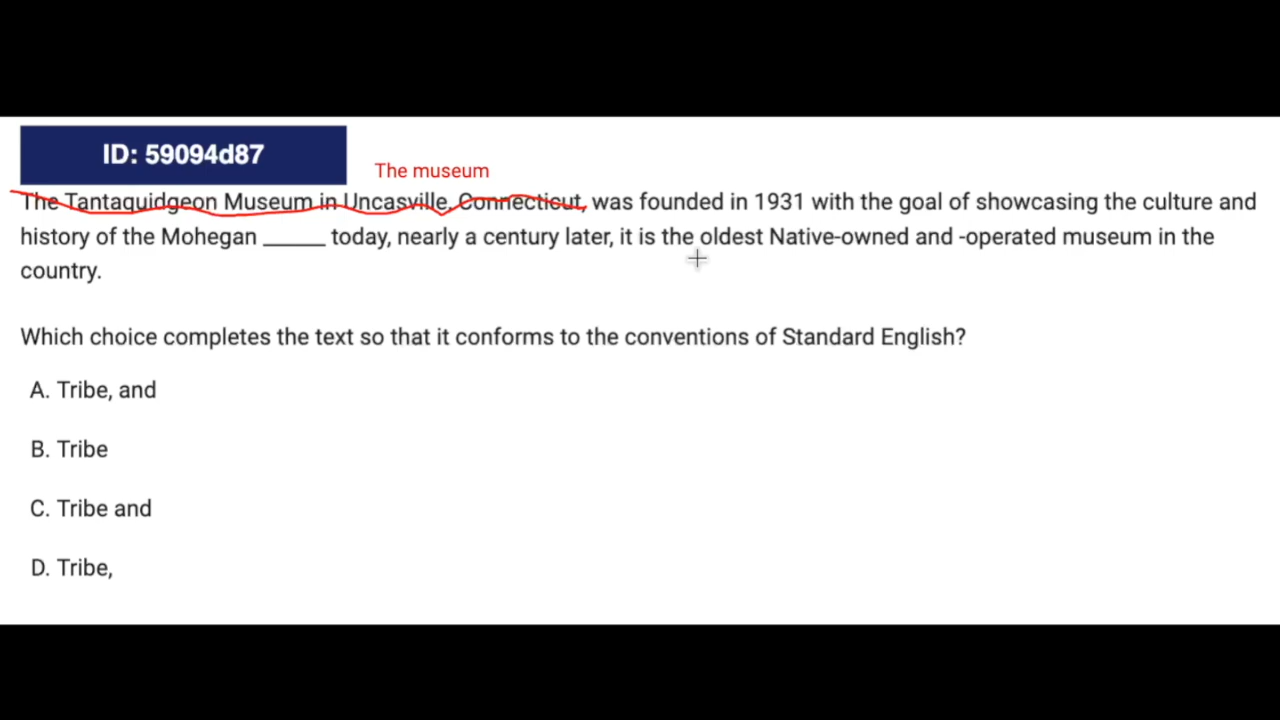 ID: 59094d87
The museum
The Tantaquidgeon Museum in Uncasville, Connecticut, was founded in 1931 with the goal of showcasing the culture and
history of the Mohegan _____ today, nearly a century later, it is the oldest Native-owned and -operated museum in the
country.
Which choice completes the text so that it conforms to the conventions of Standard English?
A. Tribe, and
B. Tribe
C. Tribe and
D. Tribe,